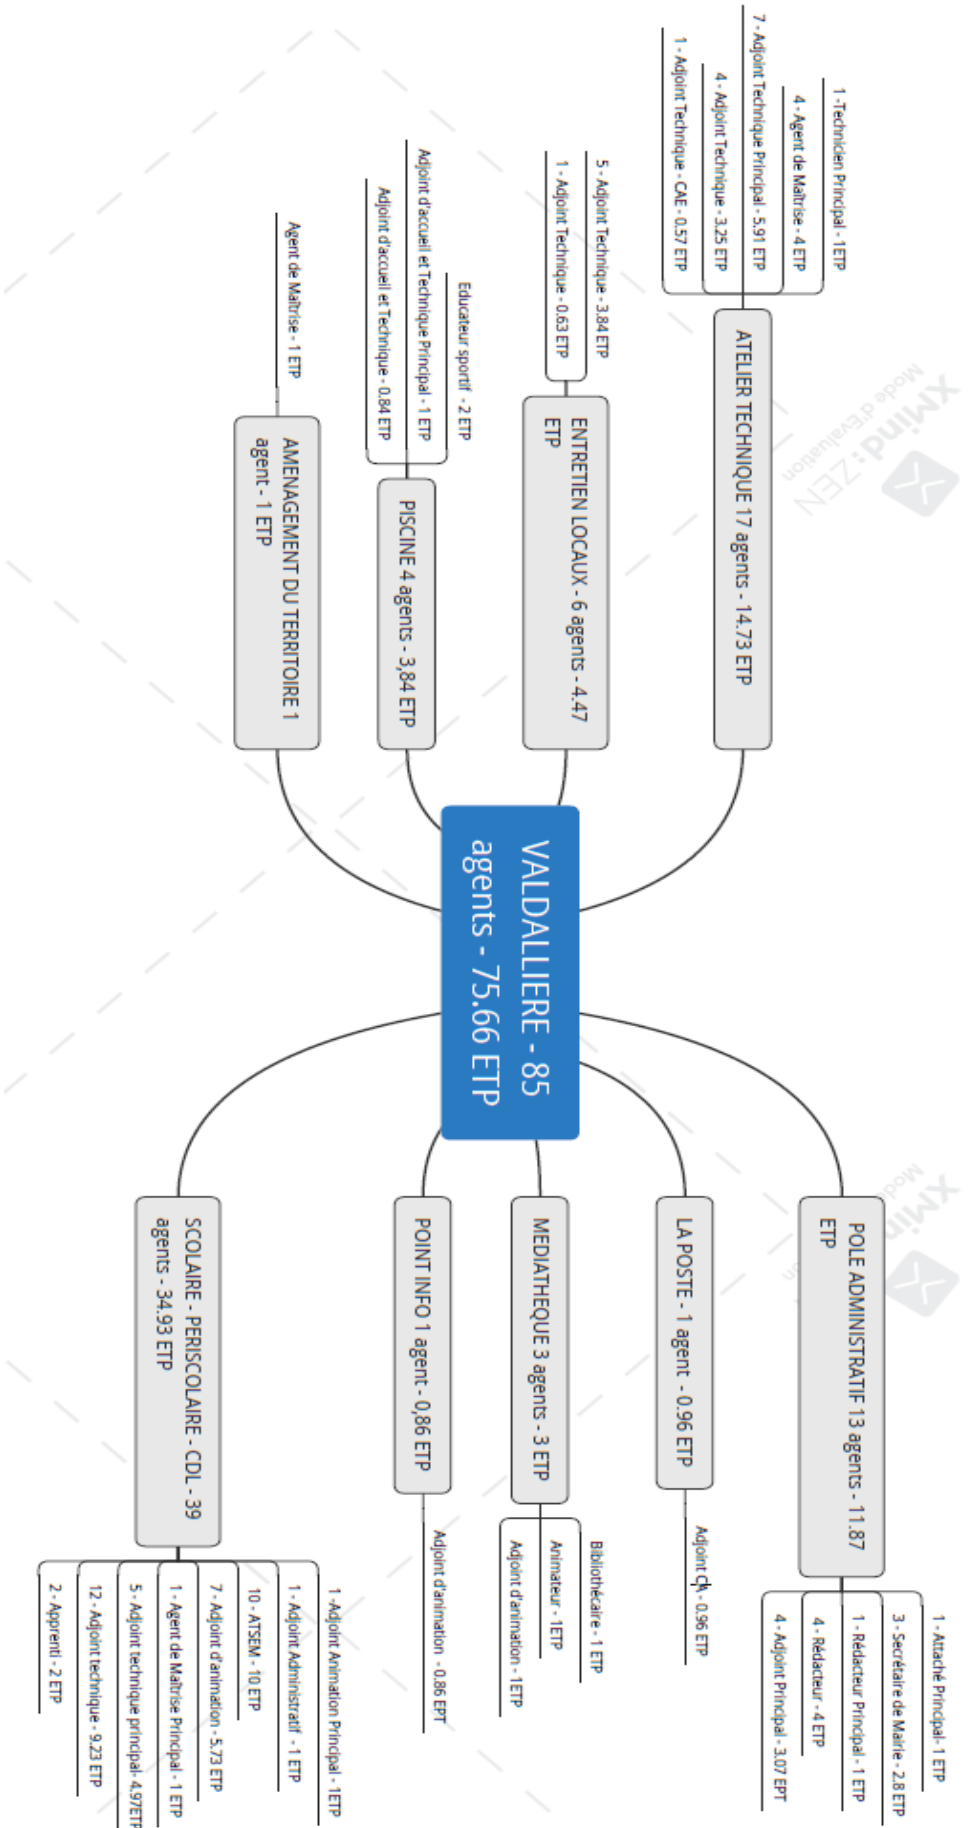 VALDALLIERE - 85
agents - 75.66 ETP
POLE ADMINISTRATIF 13 agents - 11.87
ETP
1 - Attaché Principal- 1 ETP
3 - Secrétaire de Mairie - 2.8 ETP
1 - Rédacteur Principal - 1 ETP
4 - Rédacteur - 4 ETP
4 - Adjoint Principal - 3.07 EPT
LA POSTE - 1 agent - 0.96 ETP
Adjoint CA - 0.96 ETP
MEDIATHEQUE 3 agents - 3 ETP
Bibliothécaire - 1 ETP
Animateur - 1ETP
Adjoint d'animation - 1ETP
POINT INFO 1 agent - 0,86 ETP
Adjoint d'animation - 0.86 EPT
SCOLAIRE - PERISCOLAIRE - CDL - 39
agents - 34.93 ETP
1 -Adjoint Animation Principal - 1ETP
1 - Adjoint Administratif - 1 ETP
10 - ATSEM - 10 ETP
7 - Adjoint d'animation - 5.73 ETP
1 - Agent de Maîtrise Principal - 1 ETP
5 - Adjoint technique principal- 4.97ETP
12 - Adjoint technique - 9.23 ETP
2 - Apprenti - 2 ETP
ATELIER TECHNIQUE 17 agents - 14.73 ETP
1 -Technicien Principal - 1ETP
4 - Agent de Maîtrise - 4 ETP
7 - Adjoint Technique Principal - 5.91 ETP
4 - Adjoint Technique - 3.25 ETP
1 - Adjoint Technique - CAE - 0.57 ETP
ENTRETIEN LOCAUX - 6 agents - 4.47
ETP
5 - Adjoint Technique - 3.84 ETP
1 - Adjoint Technique - 0.63 ETP
PISCINE 4 agents - 3,84 ETP
Educateur sportif - 2 ETP
Adjoint d'accueil et Technique Principal - 1 ETP
Adjoint d'accueil et Technique - 0.84 ETP
AMENAGEMENT DU TERRITOIRE 1
agent - 1 ETP
Agent de Maîtrise - 1 ETP
XMind: ZEN
Mode d'Evaluation
XMin
Mode